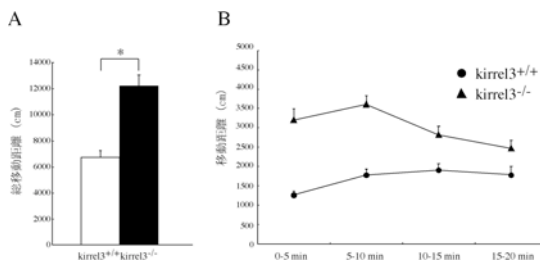 A
*
総移動距離 (cm)
14000
12000
10000
8000
6000
4000
2000
0
kirrel3+/+kirrel3-/-
B
移動距離 (cm)
5000
4500
4000
3500
3000
2500
2000
1500
1000
500
0
kirrel3+/+
kirrel3-/-
0-5 min
5-10 min
10-15 min
15-20 min